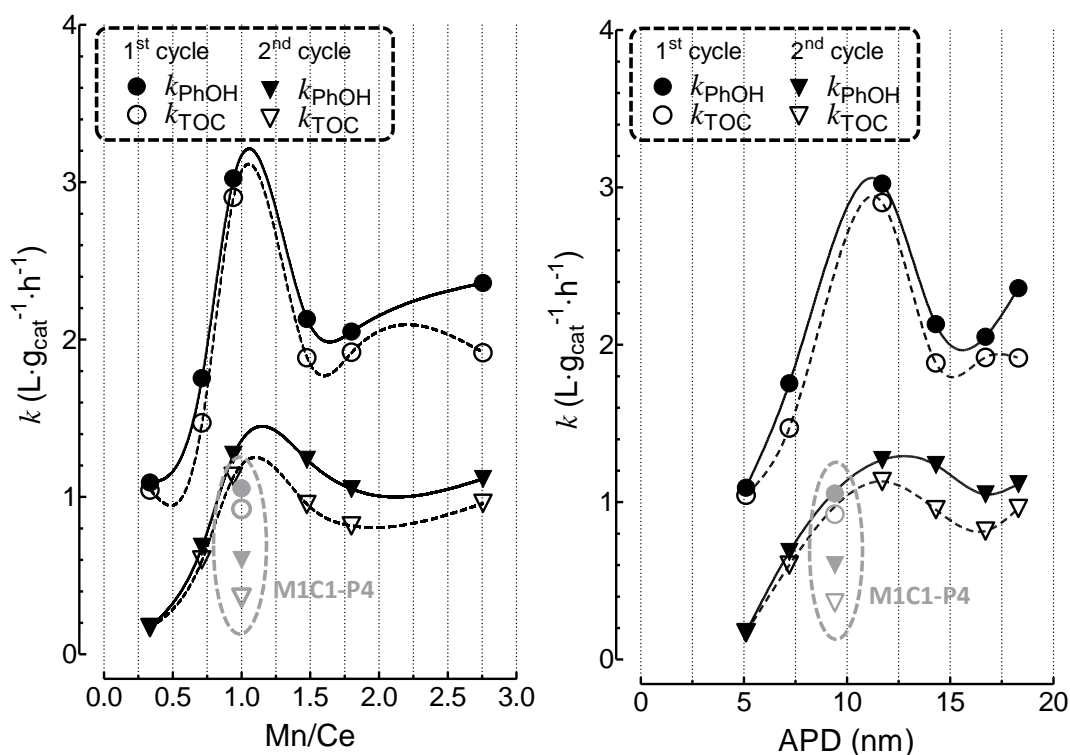 1st cycle 2nd cycle
kPhOH kPhOH
kTOC kTOC
4
3
2
1
0
k (L·gcat-1·h-1)
M1C1-P4
0.0 0.5 1.0 1.5 2.0 2.5 3.0
Mn/Ce
1st cycle 2nd cycle
kPhOH kPhOH
kTOC kTOC
4
3
2
1
0
k (L·gcat-1·h-1)
M1C1-P4
0 5 10 15 20
APD (nm)